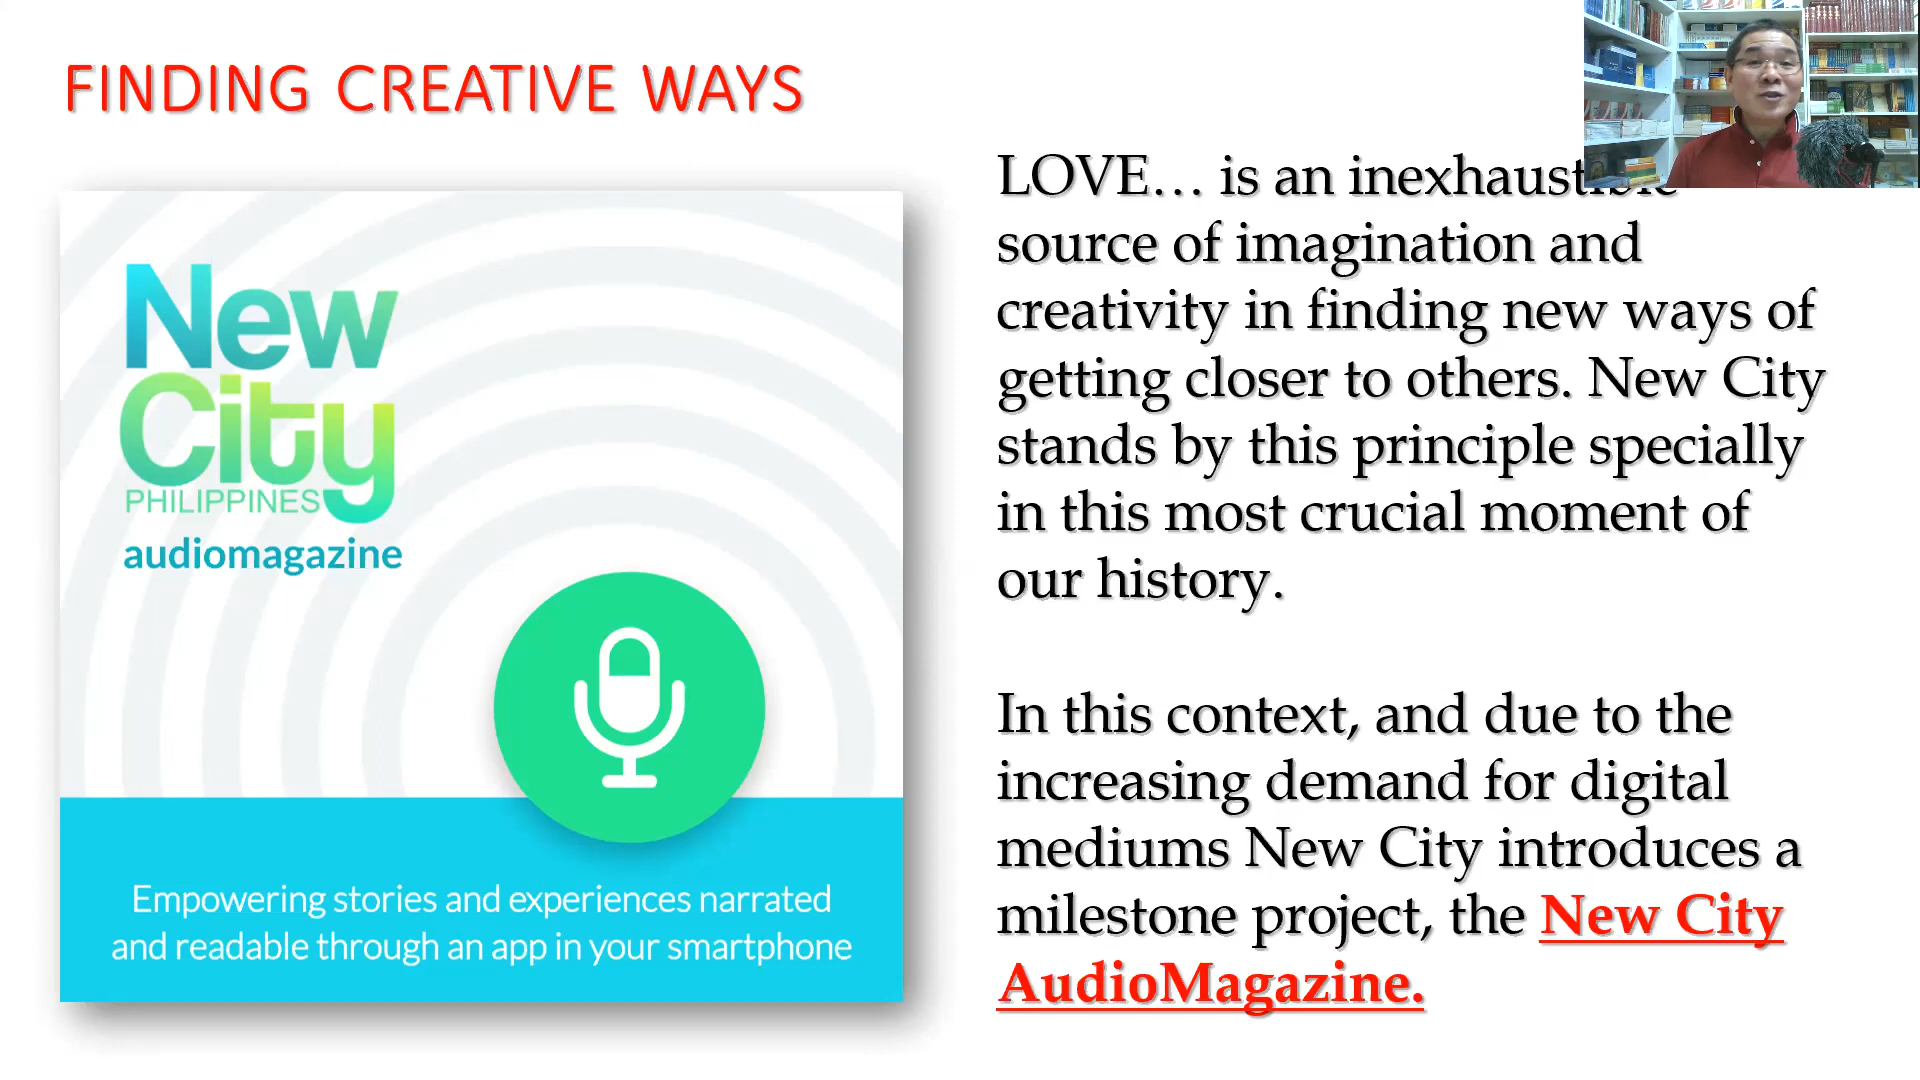 FINDING CREATIVE WAYS
New
City
PHILIPPINES
audiomagazine
Empowering stories and experiences narrated
and readable through an app in your smartphone
LOVE… is an inexhaustible
source of imagination and
creativity in finding new ways of
getting closer to others. New City
stands by this principle specially
in this most crucial moment of
our history.
In this context, and due to the
increasing demand for digital
mediums New City introduces a
milestone project, the New City
AudioMagazine.